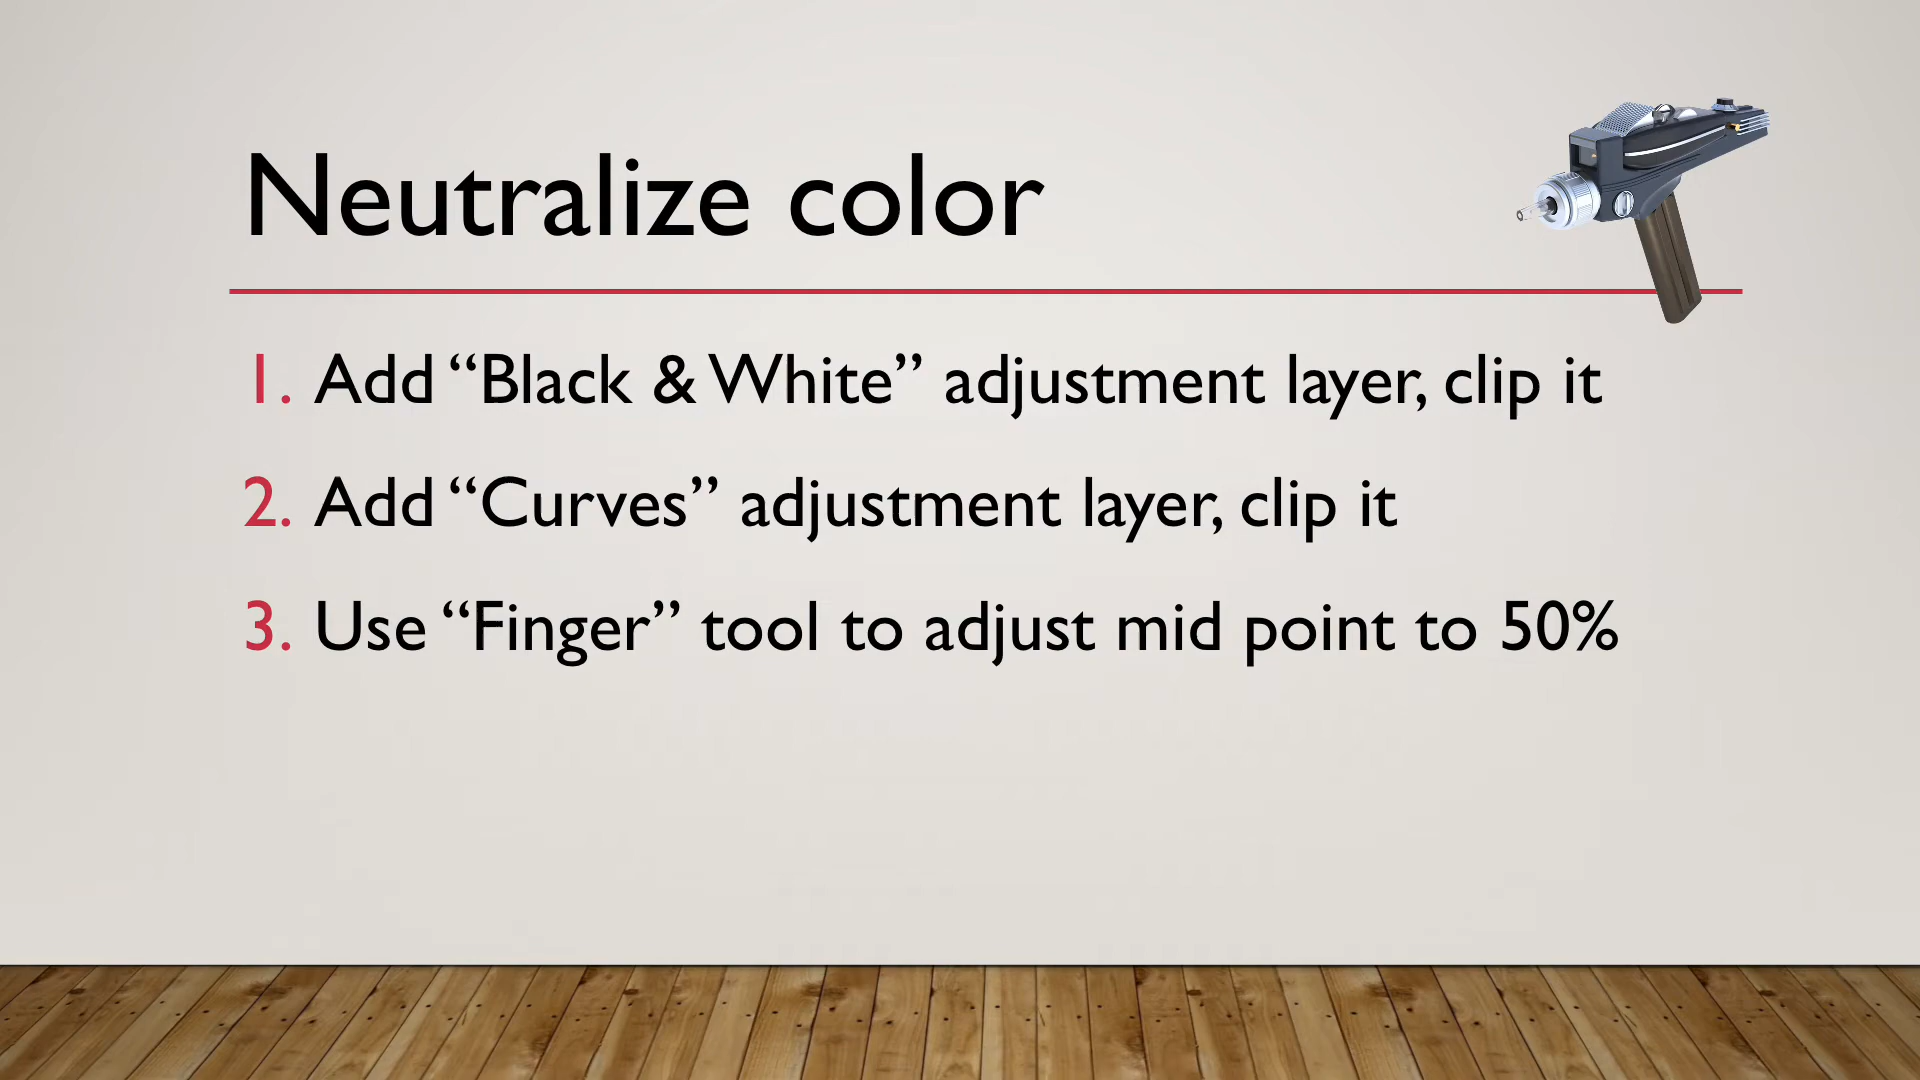 Neutralize color
1. Add “Black & White” adjustment layer, clip it
2. Add “Curves” adjustment layer, clip it
3. Use “Finger” tool to adjust mid point to 50%